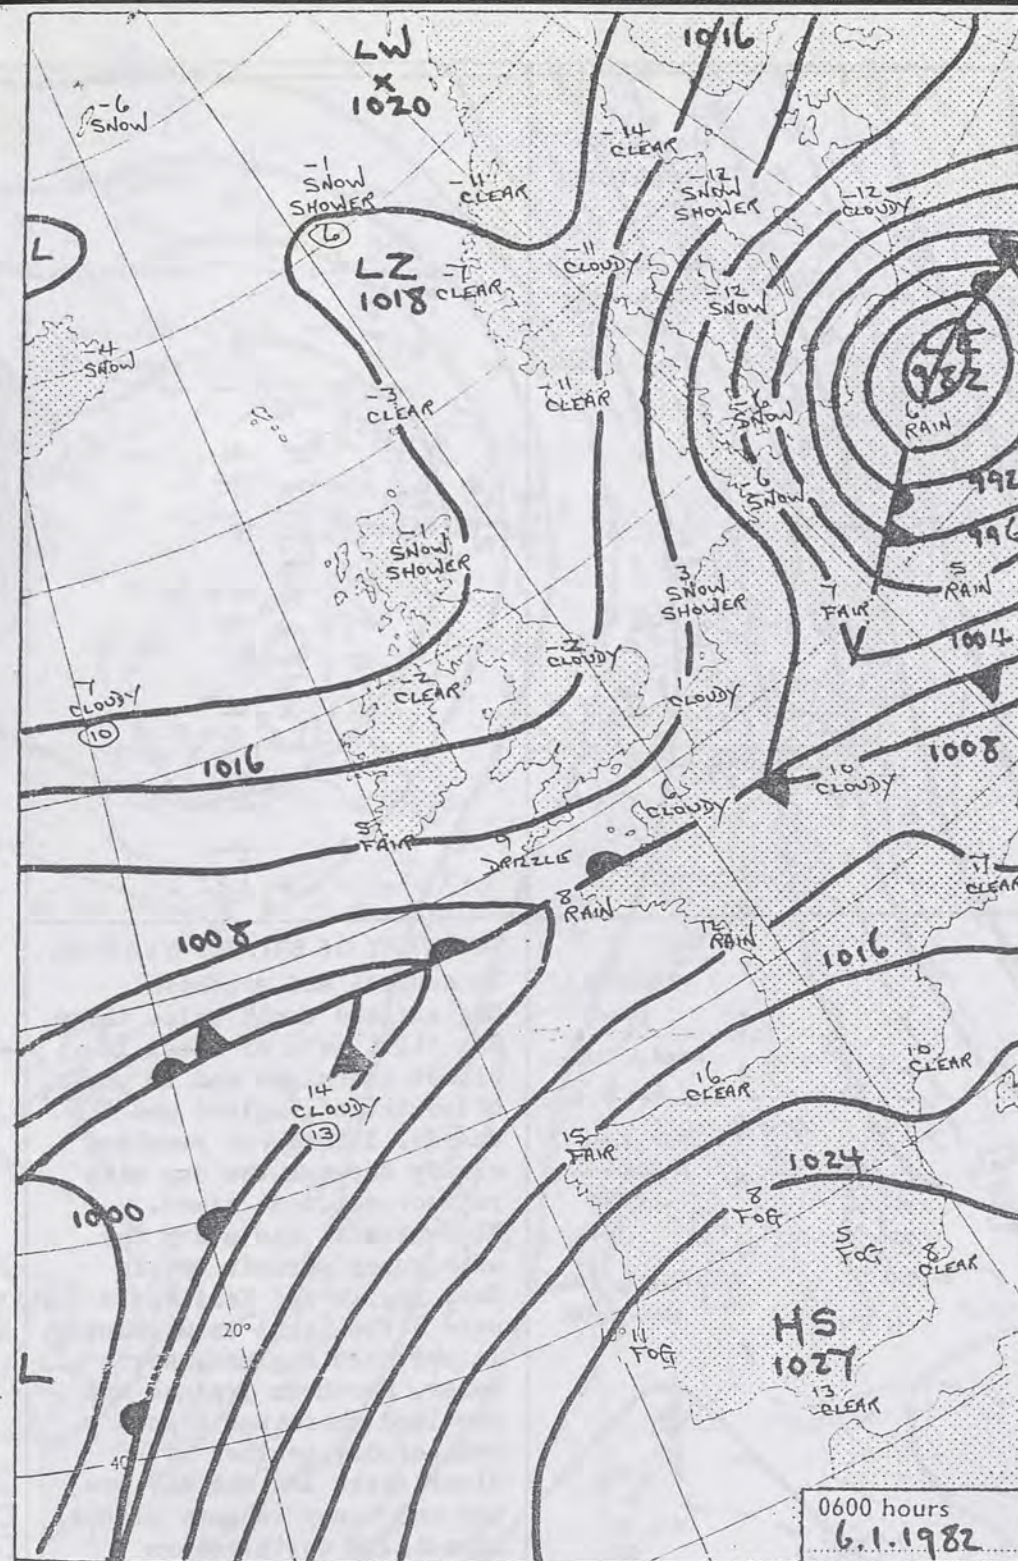 LW
x
1020
1016
-6
SNOW
-14
CLEAR
-1
SNOW
SHOWER
6
-11
CLEAR
-12
SNOW
SHOWER
-12
CLOUDY
L
LZ
1018
-7
CLEAR
-11
CLOUDY
-12
SNOW
-4
SNOW
982
-3
CLEAR
-11
CLEAR
SNOW
6
RAIN
992
-6
SNOW
996
-1
SNOW
SHOWER
3
SNOW
SHOWER
7
FAIR
5
RAIN
1004
-2
CLOUDY
-2
CLEAR
1
CLOUDY
CLOUDY
10
1016
1008
10
CLOUDY
6
CLOUDY
5
FAIR
9
DRIZZLE
11
CLEAR
8
RAIN
12
RAIN
1008
1016
16
CLEAR
10
CLEAR
14
CLOUDY
13
15
FAIR
1024
8
FOG
1000
5
FOG
8
CLEAR
20°
HS
1027
10°
11
FOG
L
13
CLEAR
40
0600 hours
6.1.1982